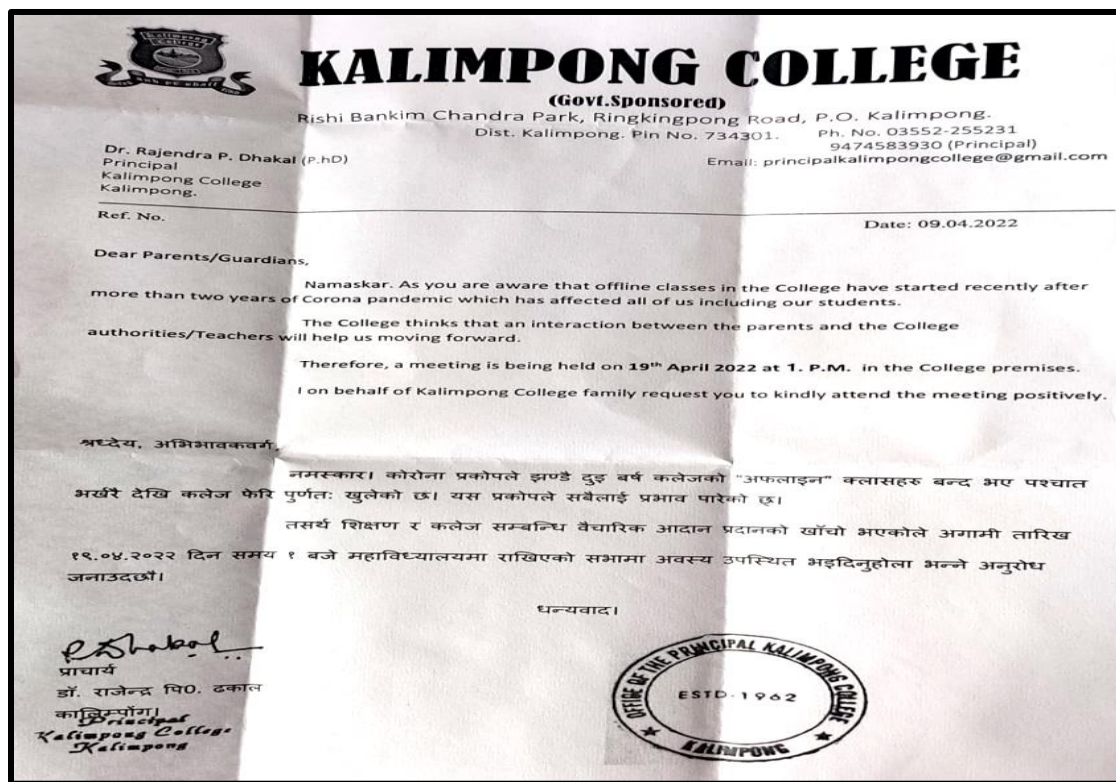 Kalimpong
College
KALIMPONG COLLEGE
(Govt.Sponsored)
Rishi Bankim Chandra Park, Ringkingpong Road, P.O. Kalimpong.
Dist. Kalimpong. Pin No. 734301. Ph. No. 03552-255231
9474583930 (Principal)
Email: principalkalimpongcollege@gmail.com
Dr. Rajendra P. Dhakal (P.hD)
Principal
Kalimpong College
Kalimpong.
Ref. No.
Date: 09.04.2022
Dear Parents/Guardians,
Namaskar. As you are aware that offline classes in the College have started recently after
more than two years of Corona pandemic which has affected all of us including our students.
The College thinks that an interaction between the parents and the College
authorities/Teachers will help us moving forward.
Therefore, a meeting is being held on 19th April 2022 at 1. P.M. in the College premises.
I on behalf of Kalimpong College family request you to kindly attend the meeting positively.
श्रध्देय, अभिभावकवर्ग,
नमस्कार। कोरोना प्रकोपले झण्डै दुइ बर्ष कलेजको "अफलाइन" क्लासहरु बन्द भए पश्चात
भर्खरै देखि कलेज फेरि पुर्णतः खुलेको छ। यस प्रकोपले सबैलाई प्रभाव पारेको छ्।
तसर्थ शिक्षण र कलेज सम्बन्धि वैचारिक आदान प्रदानको खाँचो भएकोले अगामी तारिख
१९.०४.२०२२ दिन समय १ बजे महाविध्यालयमा राखिएको सभामा अवस्य उपस्थित भइदिनुहोला भन्ने अनुरोध
जनाउदछौ।
धन्यवाद।
P Dhakal
प्राचार्य
डॉ. राजेन्द्र पि0. ढकाल
कालिम्पोंग।
Principal
Kalimpong College
Kalimpong
OFFICE OF THE PRINCIPAL KALIMPONG COLLEGE
ESTD-1962
KALIMPONG